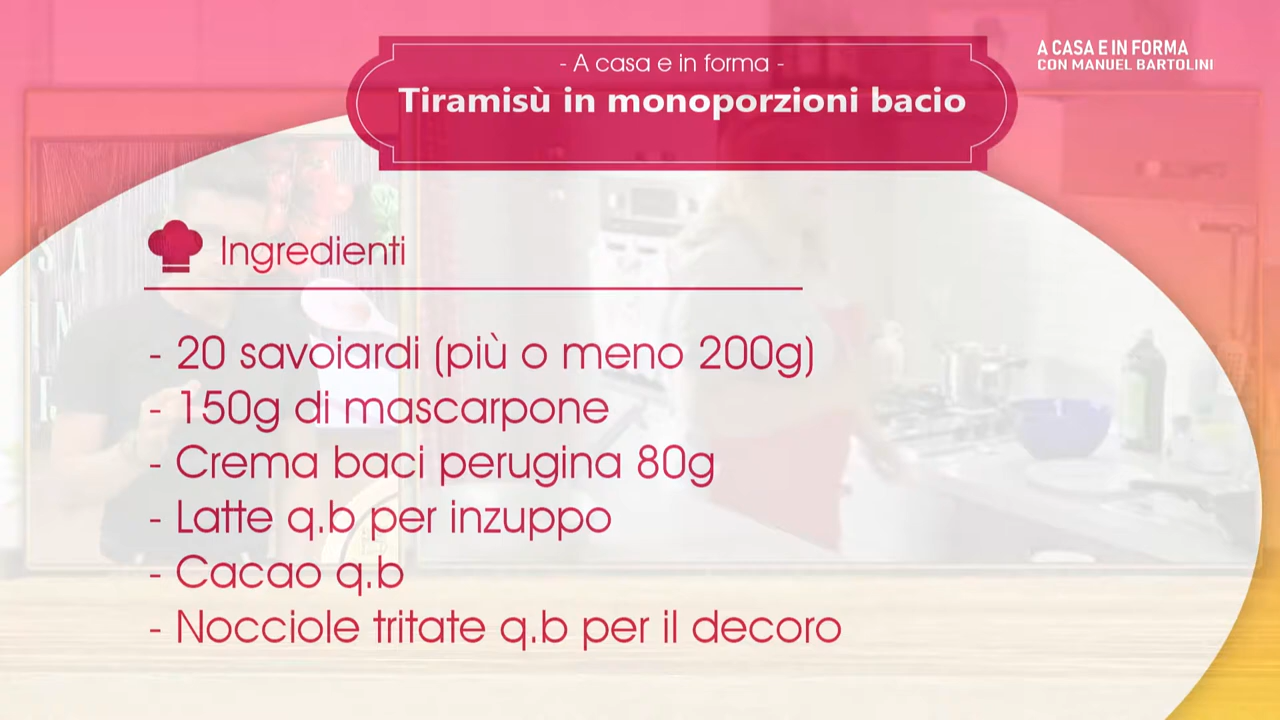 - A casa e in forma -
Tiramisù in monoporzioni bacio
A CASA E IN FORMA
CON MANUEL BARTOLINI
Ingredienti
- 20 savoiardi (più o meno 200g)
- 150g di mascarpone
- Crema baci perugina 80g
- Latte q.b per inzuppo
- Cacao q.b
- Nocciole tritate q.b per il decoro